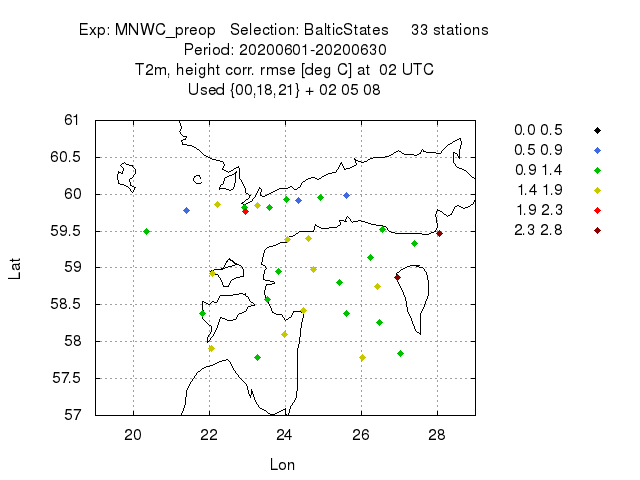 Exp: MNWC_preop Selection: BalticStates 33 stations
Period: 20200601-20200630
T2m, height corr. rmse [deg C] at 02 UTC
Used {00,18,21} + 02 05 08
61
60.5
60
59.5
59
58.5
58
57.5
57
20 22 24 26 28
Lat
Lon
0.0 0.5
0.5 0.9
0.9 1.4
1.4 1.9
1.9 2.3
2.3 2.8